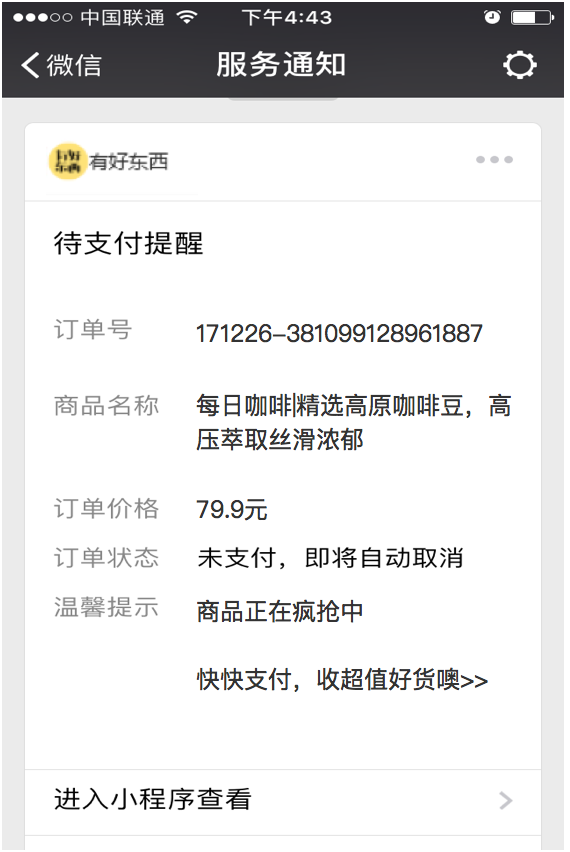 中国联通 下午4:43
微信 服务通知
有好东西 有好东西
待支付提醒
订单号 171226-381099128961887
商品名称 每日咖啡|精选高原咖啡豆，高
压萃取丝滑浓郁
订单价格 79.9元
订单状态 未支付，即将自动取消
温馨提示 商品正在疯抢中
快快支付，收超值好货噢>>
进入小程序查看